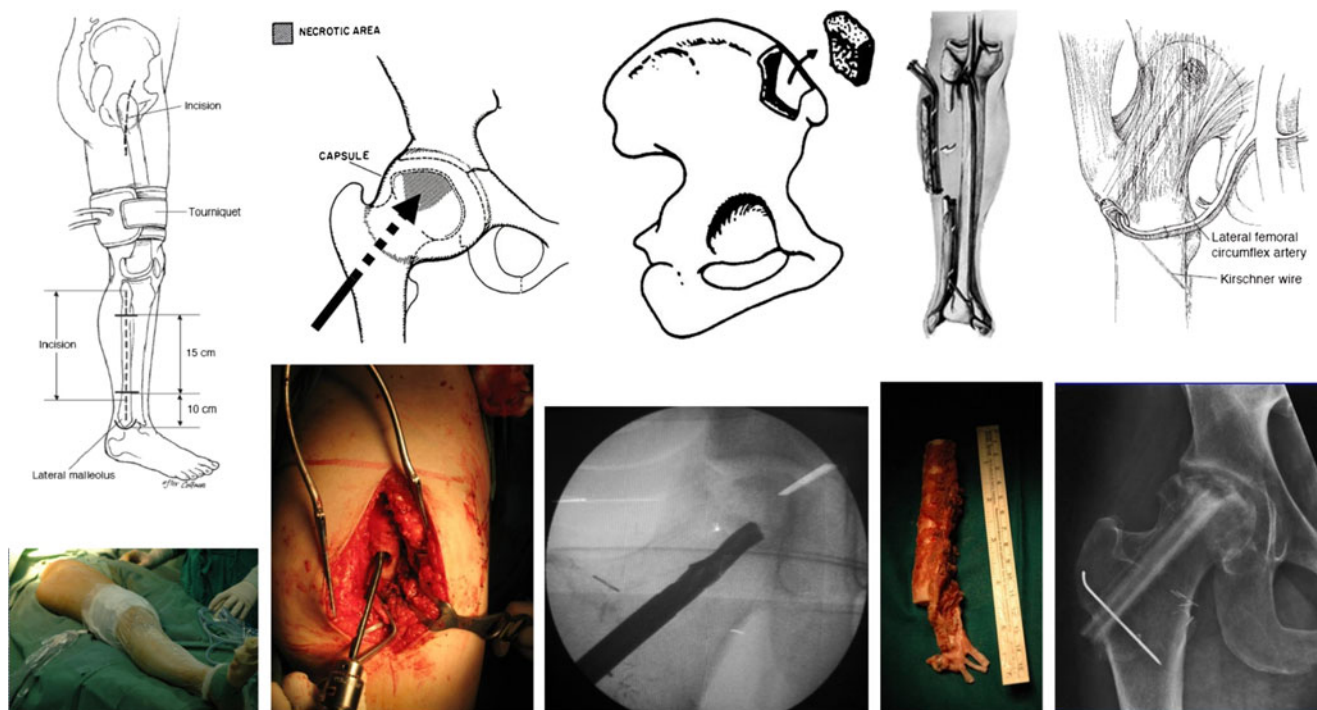 NECROTIC AREA
CAPSULE
Incision
Tourniquet
Incision
15 cm
10 cm
Lateral malleolus
Lateral femoral
circumflex artery
Kirschner wire